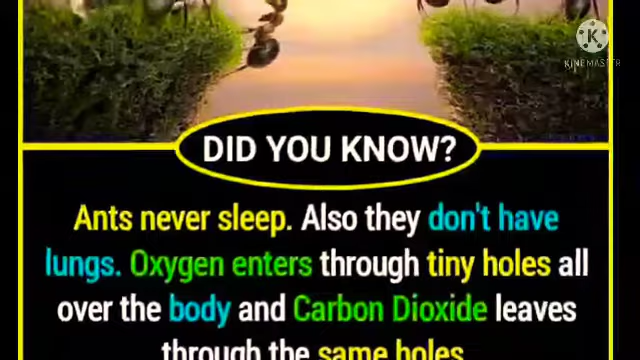 KINEMASTER
DID YOU KNOW?
Ants never sleep. Also they don't have
lungs. Oxygen enters through tiny holes all
over the body and Carbon Dioxide leaves
through the same holes.